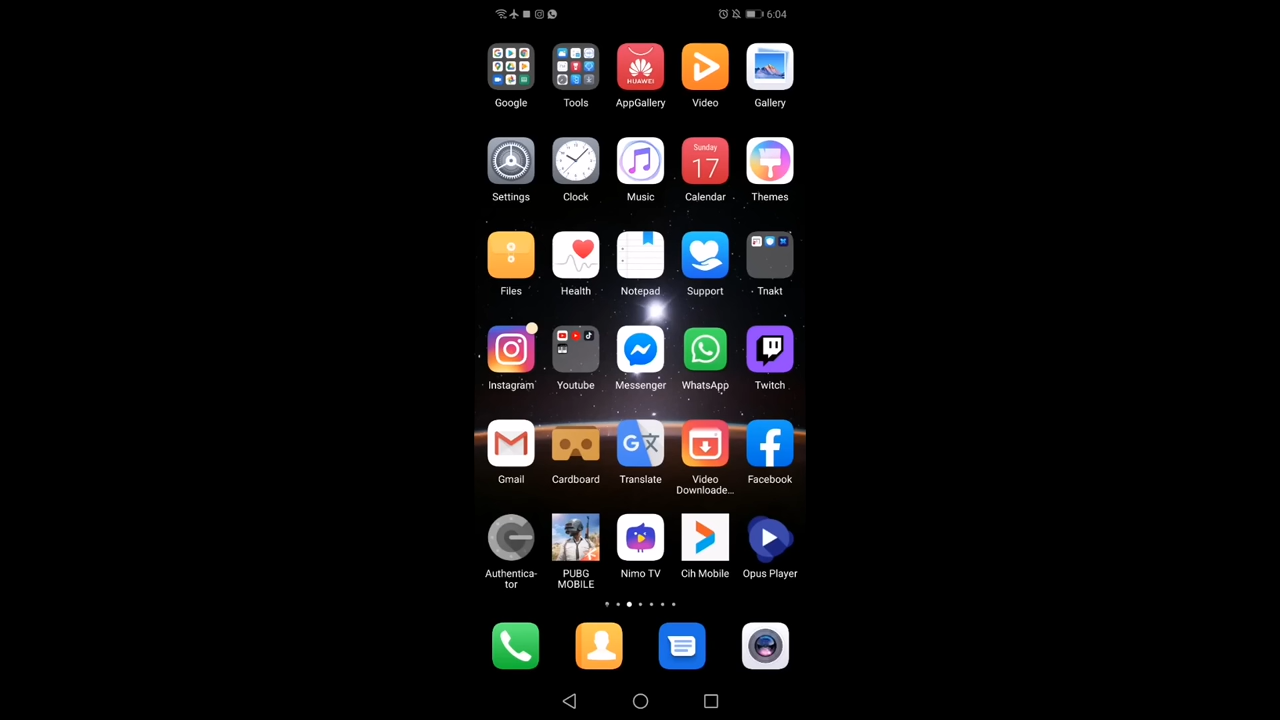 6:04
HUAWEI
Google Tools AppGallery Video Gallery
Sunday
17
Settings Clock Music Calendar Themes
Files Health Notepad Support Tnakt
Instagram Youtube Messenger WhatsApp Twitch
G
Gmail Cardboard Translate Video Downloade... Facebook
Authentica-
tor
PUBG
MOBILE
Nimo TV Cih Mobile Opus Player